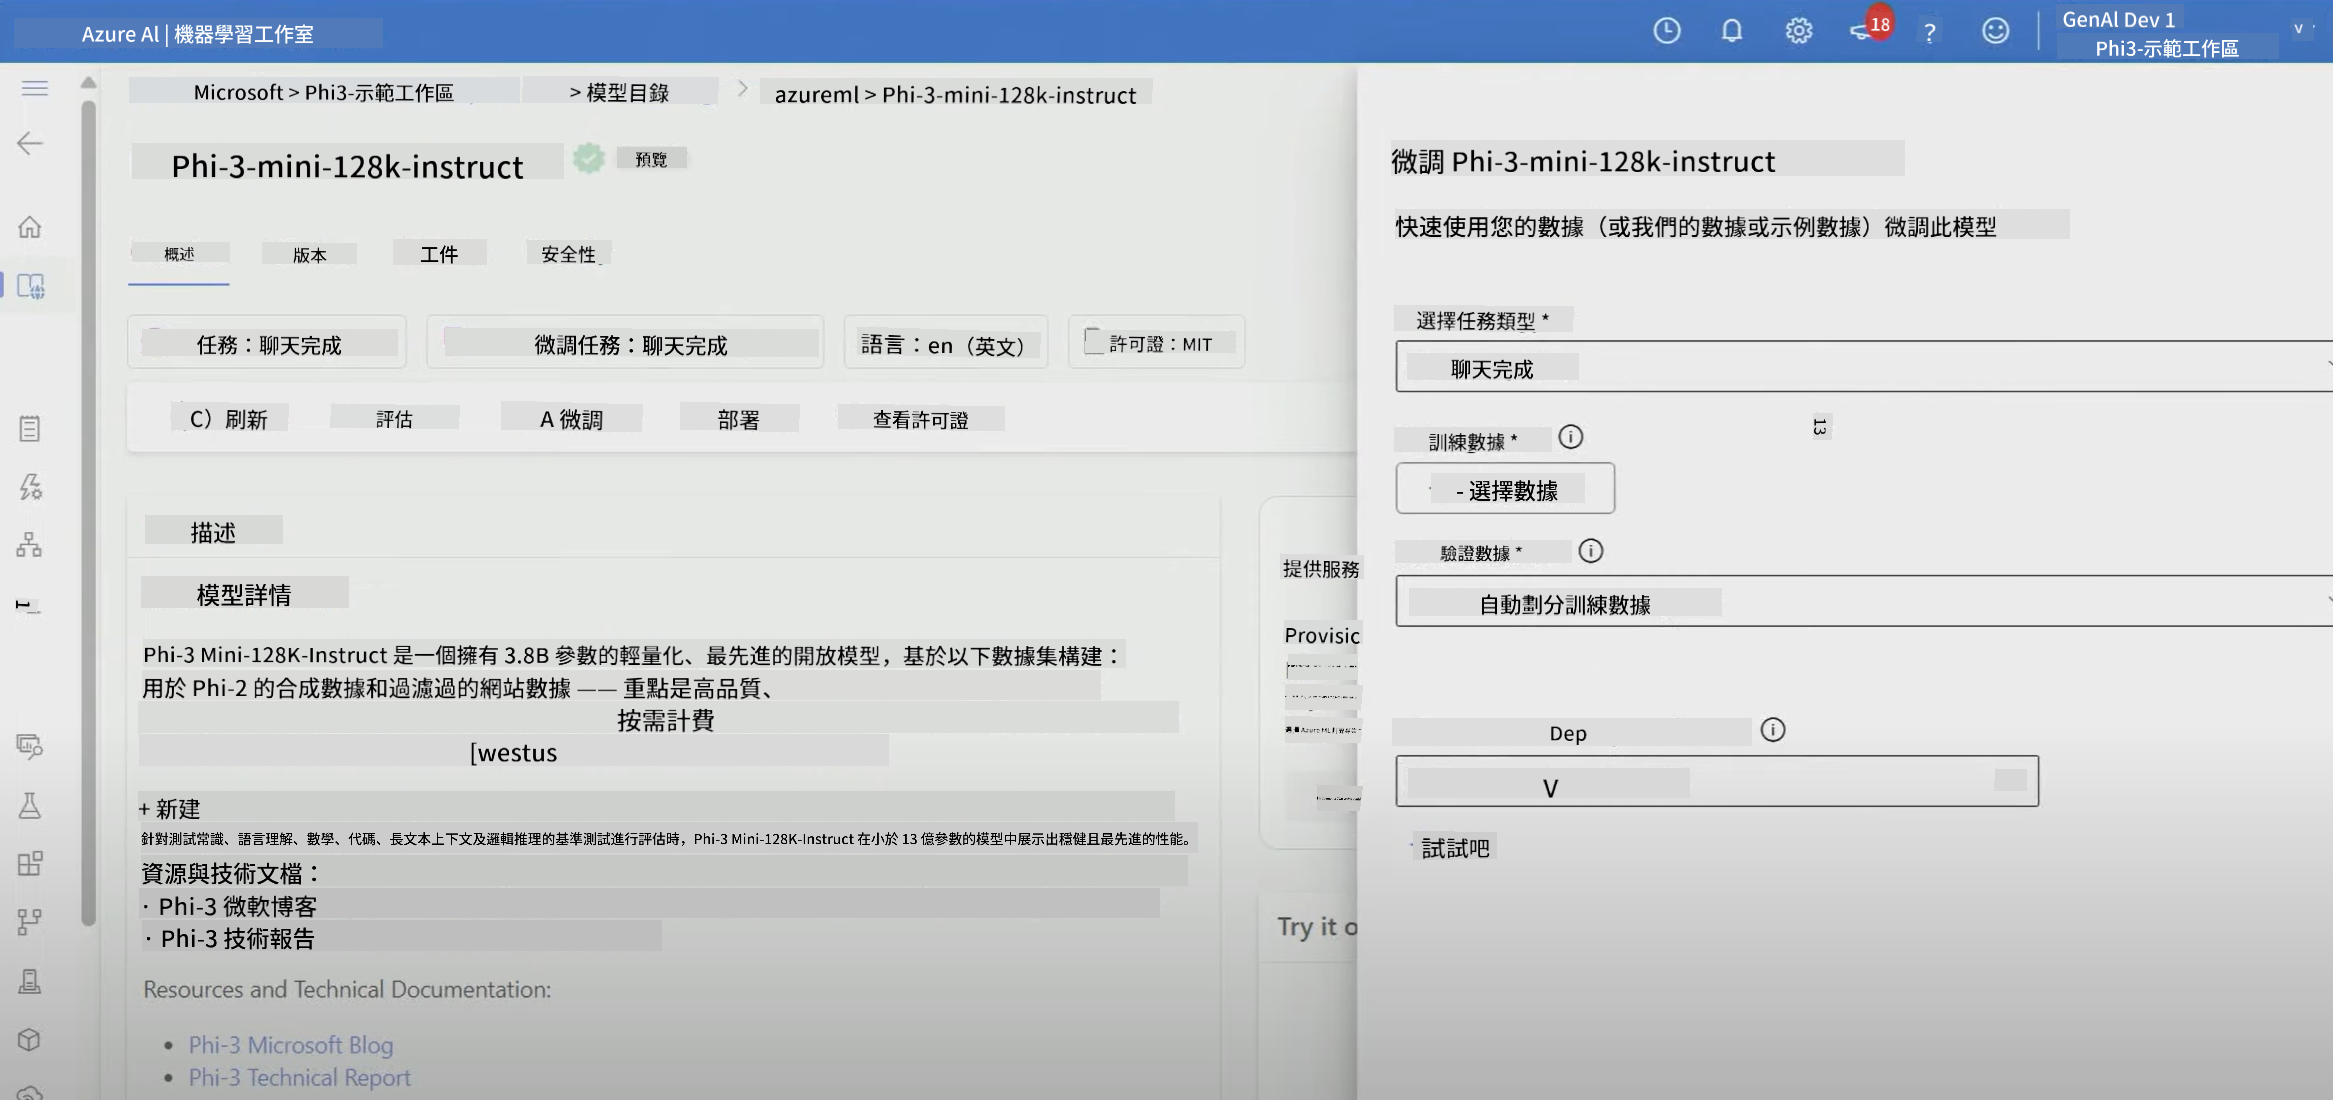 Azure AI | 機器學習工作室
18
?
GenAI Dev 1
Phi3-示範工作區
Microsoft > Phi3-示範工作區 > 模型目錄 > azureml > Phi-3-mini-128k-instruct
Phi-3-mini-128k-instruct 預覽
概述 版本 工件 安全性
任務：聊天完成 微調任務：聊天完成 語言：en（英文） 許可證：MIT
C）刷新 評估 A 微調 部署 查看許可證
描述
模型詳情
Phi-3 Mini-128K-Instruct 是一個擁有 3.8B 參數的輕量化、最先進的開放模型，基於以下數據集構建：
用於 Phi-2 的合成數據和過濾過的網站數據 —— 重點是高品質、
按需計費
[westus
+ 新建
針對測試常識、語言理解、數學、代碼、長文本上下文及邏輯推理的基準測試進行評估時，Phi-3 Mini-128K-Instruct 在小於 13 億參數的模型中展示出穩健且最先進的性能。
資源與技術文檔：
· Phi-3 微軟博客
· Phi-3 技術報告
Resources and Technical Documentation:
• Phi-3 Microsoft Blog
• Phi-3 Technical Report
提供服務
Provisic
Try it o
微調 Phi-3-mini-128k-instruct
快速使用您的數據（或我們的數據或示例數據）微調此模型
選擇任務類型 *
聊天完成
13
訓練數據 *
- 選擇數據
驗證數據 *
自動劃分訓練數據
Dep
V
試試吧